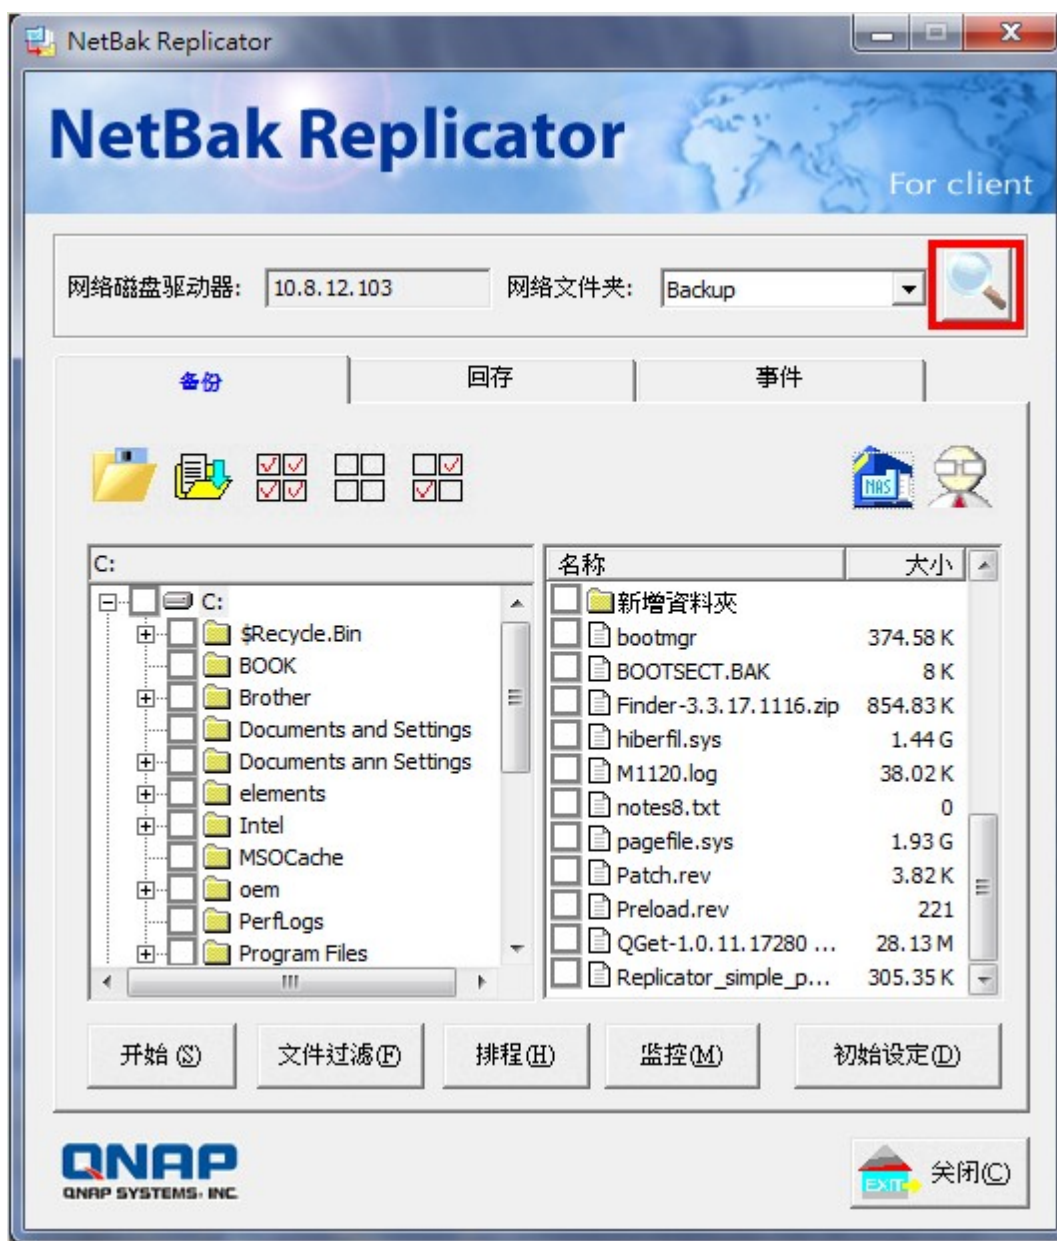 NetBak Replicator
NetBak Replicator
For client
网络磁盘驱动器: 10.8.12.103 网络文件夹: Backup
备份 回存 事件
NAS
C:
C:
$Recycle.Bin
BOOK
Brother
Documents and Settings
Documents ann Settings
elements
Intel
MSOCache
oem
PerfLogs
Program Files
名称 大小
新增資料夾
bootmgr 374.58 K
BOOTSECT.BAK 8 K
Finder-3.3.17.1116.zip 854.83 K
hiberfil.sys 1.44 G
M1120.log 38.02 K
notes8.txt 0
pagefile.sys 1.93 G
Patch.rev 3.82 K
Preload.rev 221
QGet-1.0.11.17280 ... 28.13 M
Replicator_simple_p... 305.35 K
开始 (S) 文件过滤(F) 排程(H) 监控(M) 初始设定(D)
QNAP
QNAP SYSTEMS, INC.
EXIT 关闭(C)